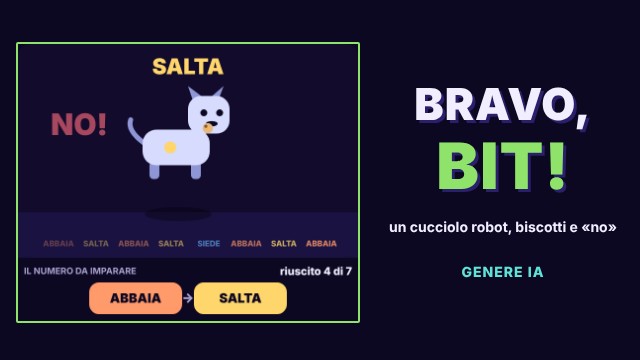 SALTA
NO!
ABBAIA SALTA ABBAIA SALTA SIEDE ABBAIA SALTA ABBAIA
IL NUMERO DA IMPARARE
riuscito 4 di 7
ABBAIA → SALTA
BRAVO,
BIT!
un cucciolo robot, biscotti e «no»
GENERE IA